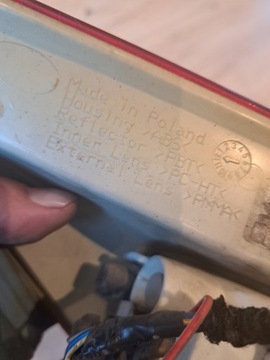 Made in Poland
Housing >ABS<
Reflector >PBT<
Inner Lens >PC-HT<
External Lens >PMMA<